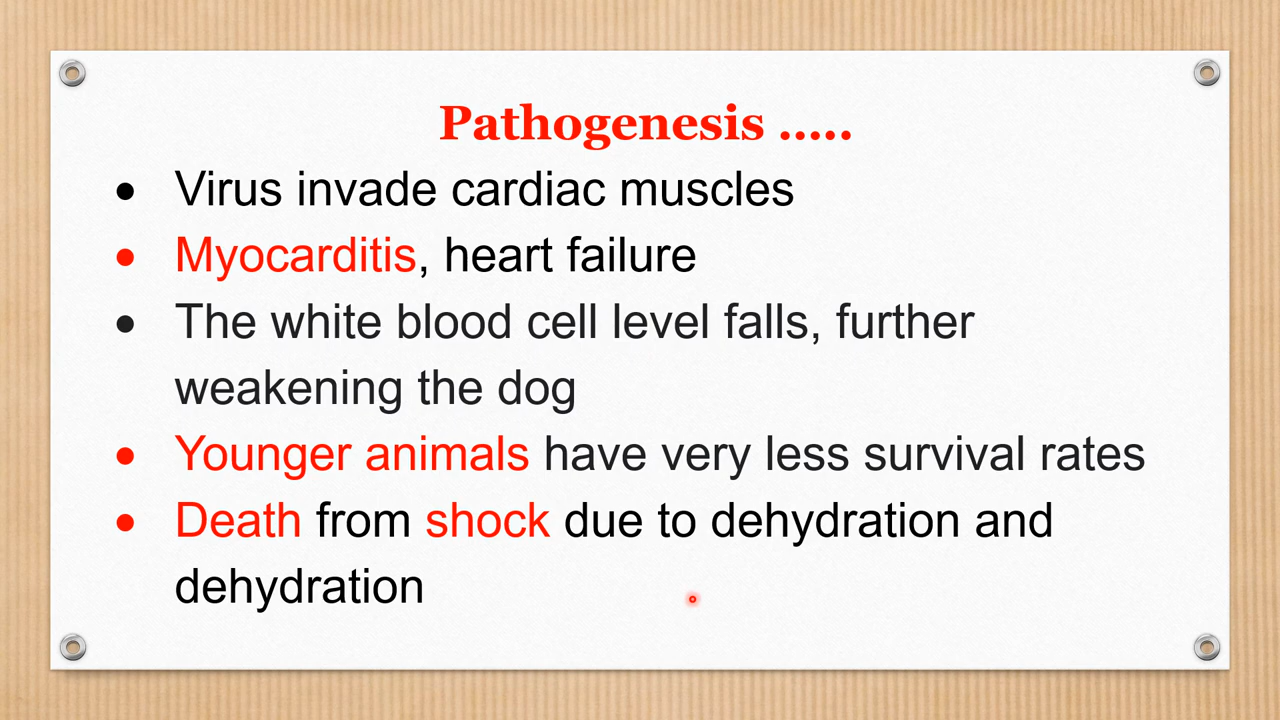 Pathogenesis .....
• Virus invade cardiac muscles
• Myocarditis, heart failure
• The white blood cell level falls, further
weakening the dog
• Younger animals have very less survival rates
• Death from shock due to dehydration and
dehydration